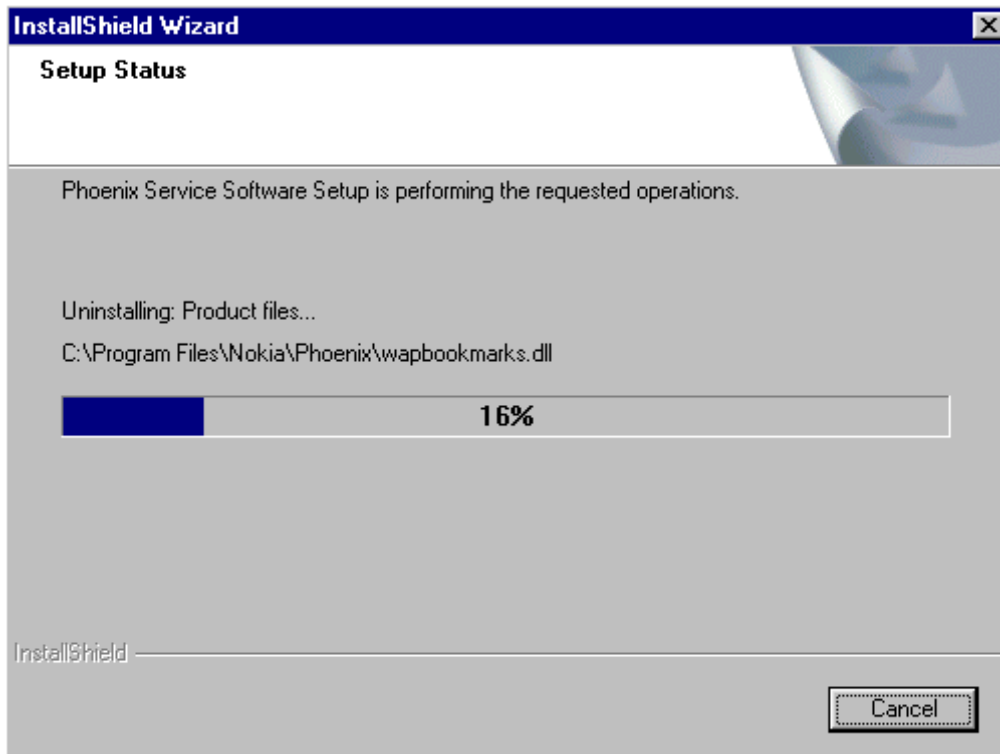 InstallShield Wizard
Setup Status
Phoenix Service Software Setup is performing the requested operations.
Uninstalling: Product files...
C:\Program Files\Nokia\Phoenix\wapbookmarks.dll
16%
InstallShield
Cancel